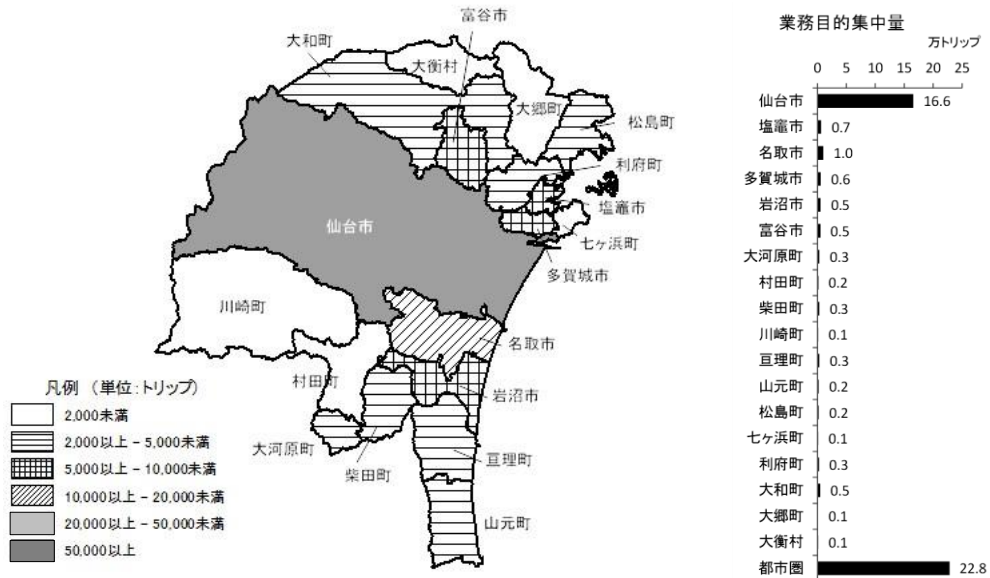 富谷市
大和町
大衡村
大郷町
松島町
利府町
塩竈市
仙台市
七ヶ浜町
多賀城市
川崎町
名取市
村田町
岩沼市
大河原町
柴田町
亘理町
山元町
凡例 （単位：トリップ）
2,000未満
2,000以上－5,000未満
5,000以上－10,000未満
10,000以上－20,000未満
20,000以上－50,000未満
50,000以上
業務目的集中量
万トリップ
0 5 10 15 20 25
仙台市 16.6
塩竈市 0.7
名取市 1.0
多賀城市 0.6
岩沼市 0.5
富谷市 0.5
大河原町 0.3
村田町 0.2
柴田町 0.3
川崎町 0.1
亘理町 0.3
山元町 0.2
松島町 0.2
七ヶ浜町 0.1
利府町 0.3
大和町 0.5
大郷町 0.1
大衡村 0.1
都市圏 22.8